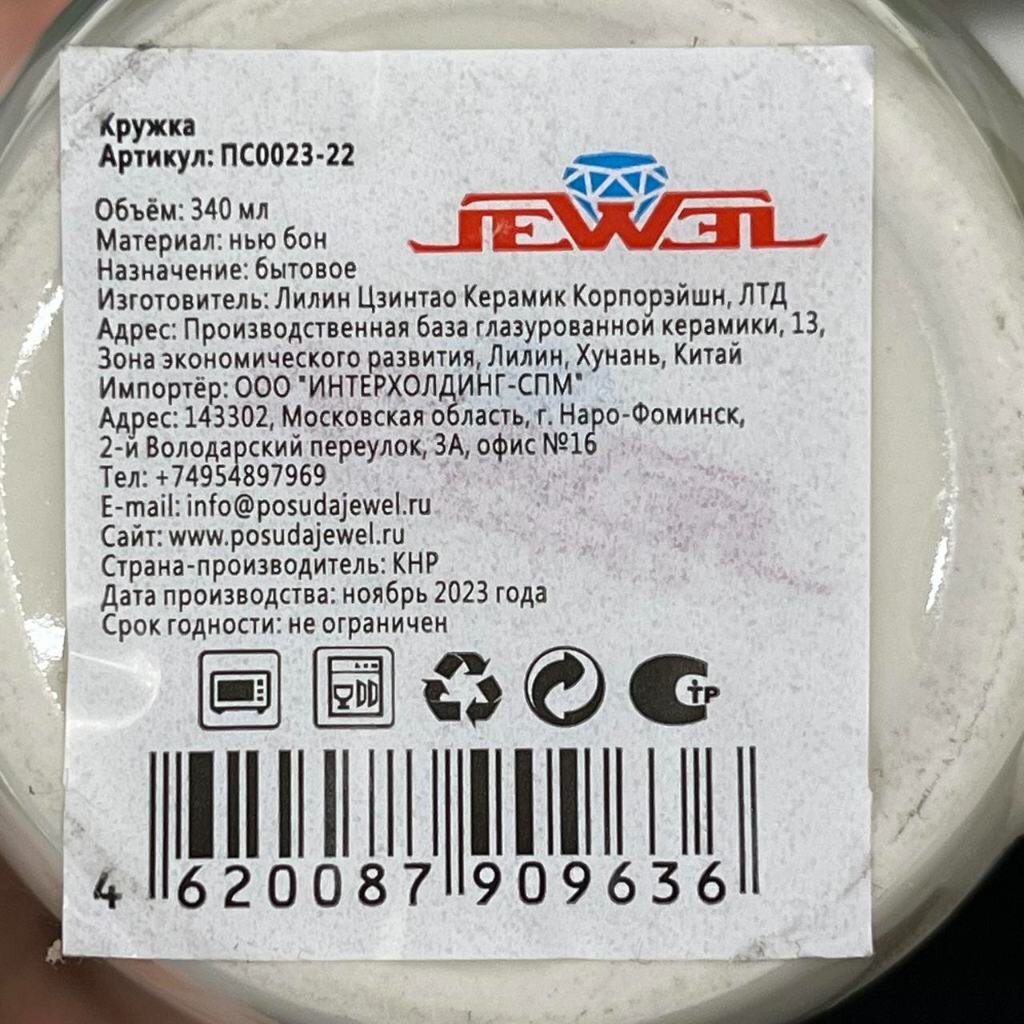 Кружка
Артикул: ПС0023-22
JEWEL
Объём: 340 мл
Материал: нью бон
Назначение: бытовое
Изготовитель: Лилин Цзинтао Керамик Корпорэйшн, ЛТД
Адрес: Производственная база глазурованной керамики, 13,
Зона экономического развития, Лилин, Хунань, Китай
Импортёр: ООО "ИНТЕРХОЛДИНГ-СПМ"
Адрес: 143302, Московская область, г. Наро-Фоминск,
2-й Володарский переулок, 3А, офис №16
Тел: +74954897969
E-mail: info@posudajewel.ru
Сайт: www.posudajewel.ru
Страна-производитель: КНР
Дата производства: ноябрь 2023 года
Срок годности: не ограничен
СТР
4 620087 909636